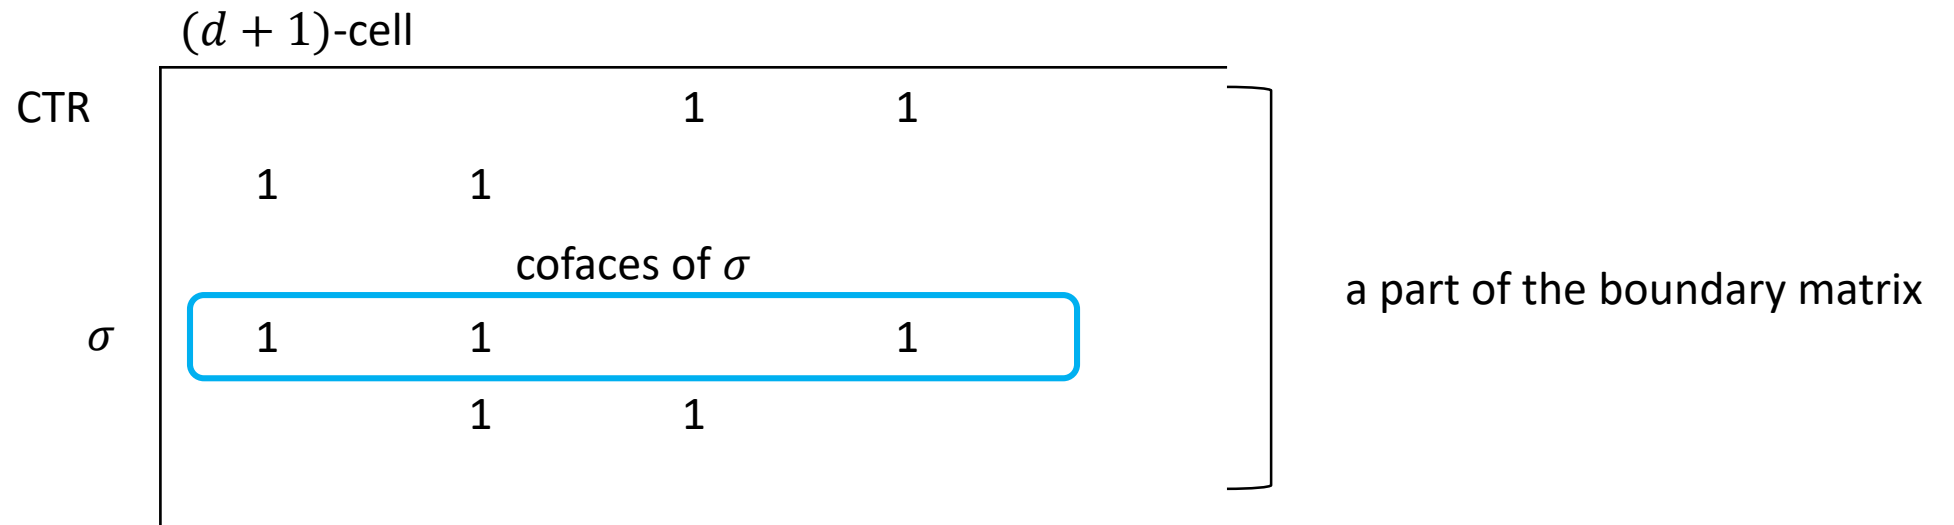 (𝑑 + 1)-cell
CTR 1 1
1 1
cofaces of 𝜎
𝜎 1 1 1
a part of the boundary matrix
1 1